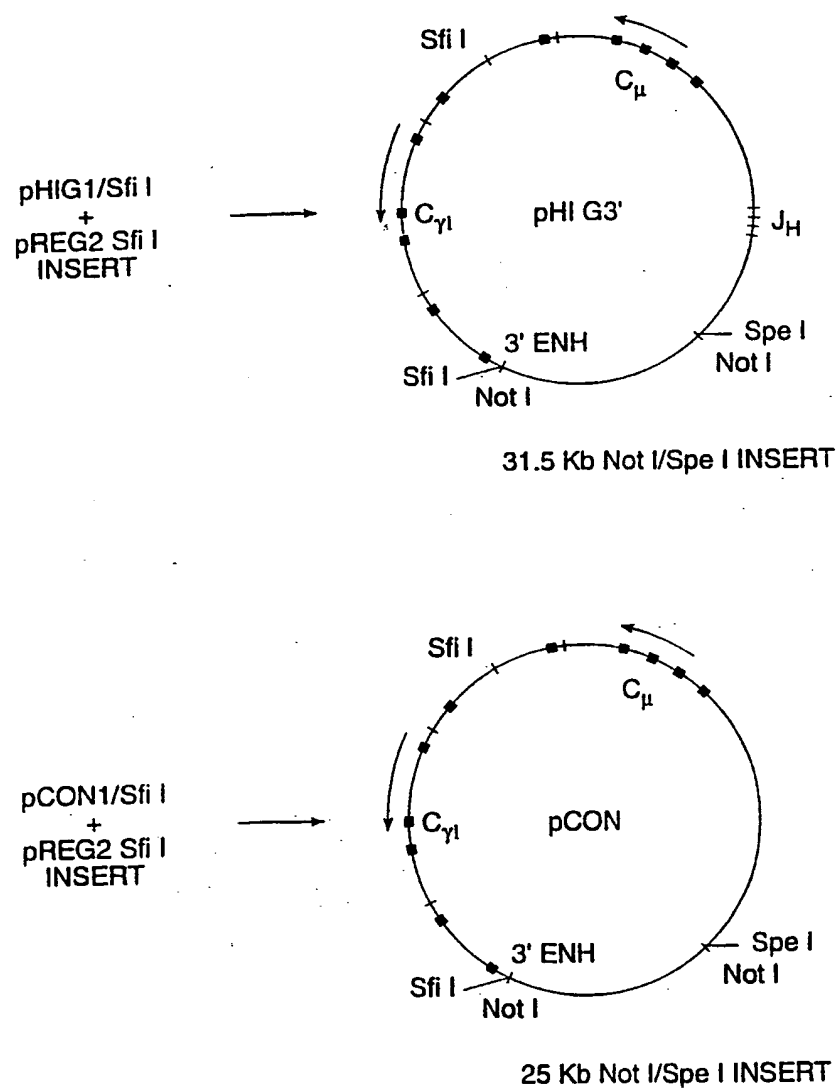 Sfi I
Cμ
pHIG1/Sfi I
+
pREG2 Sfi I
INSERT
Cγ1
pHI G3'
JH
3' ENH
Spe I
Sfi I
Not I
Not I
31.5 Kb Not I/Spe I INSERT
Sfi I
Cμ
pCON1/Sfi I
+
pREG2 Sfi I
INSERT
Cγ1
pCON
3' ENH
Spe I
Sfi I
Not I
Not I
25 Kb Not I/Spe I INSERT